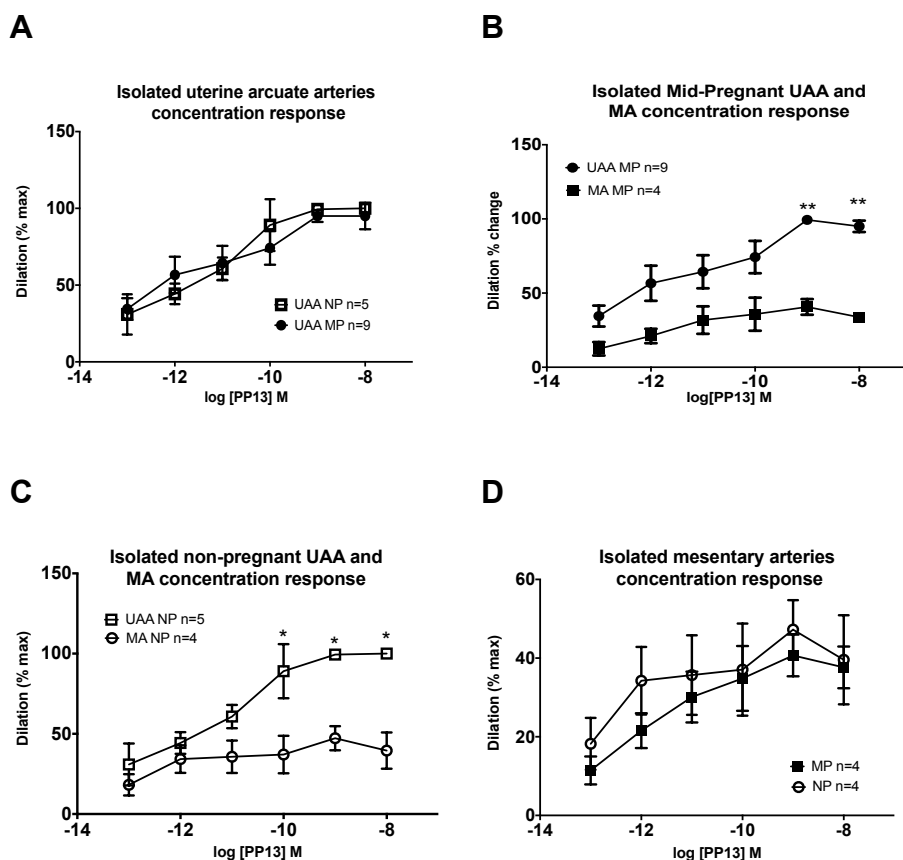 A
Isolated uterine arcuate arteries
concentration response
150
100
50
0
Dilation (% max)
UAA NP n=5
UAA MP n=9
-14
-12
-10
-8
log [PP13] M
B
Isolated Mid-Pregnant UAA and
MA concentration response
150
100
50
0
Dilation % change
UAA MP n=9
MA MP n=4
**
**
-14
-12
-10
-8
log[PP13] M
C
Isolated non-pregnant UAA and
MA concentration response
150
100
50
0
Dilation (% max)
UAA NP n=5
MA NP n=4
*
*
*
-14
-12
-10
-8
log [PP13] M
D
Isolated mesentary arteries
concentration response
60
40
20
0
Dilation (% max)
MP n=4
NP n=4
-14
-12
-10
-8
log [PP13] M